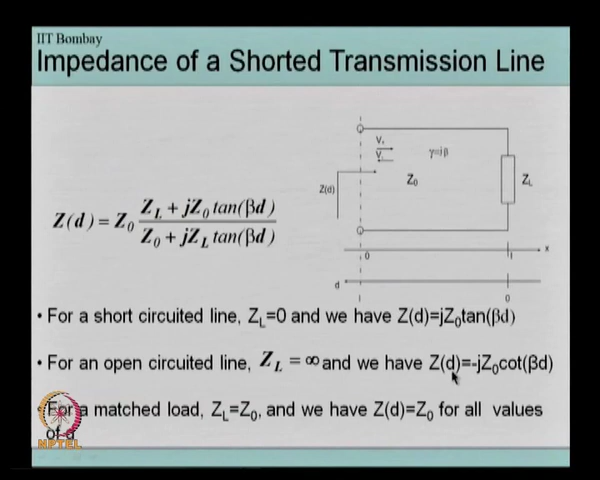 IIT Bombay
Impedance of a Shorted Transmission Line
V₊
V₋
γ=jβ
Z(d)
Z₀
Z_L
Z(d) = Z₀ (Z_L + jZ₀ tan(βd)) / (Z₀ + jZ_L tan(βd))
0
l
x
d
l
0
• For a short circuited line, Z_L=0 and we have Z(d)=jZ₀tan(βd)
• For an open circuited line, Z_L = ∞ and we have Z(d)=-jZ₀cot(βd)
• For a matched load, Z_L=Z₀, and we have Z(d)=Z₀ for all values
of d
NPTEL